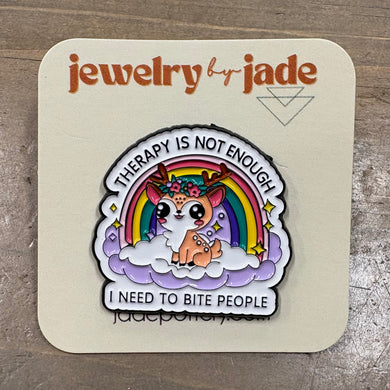 jewelry by jade
THERAPY IS NOT ENOUGH
I NEED TO BITE PEOPLE
jadepottery.com